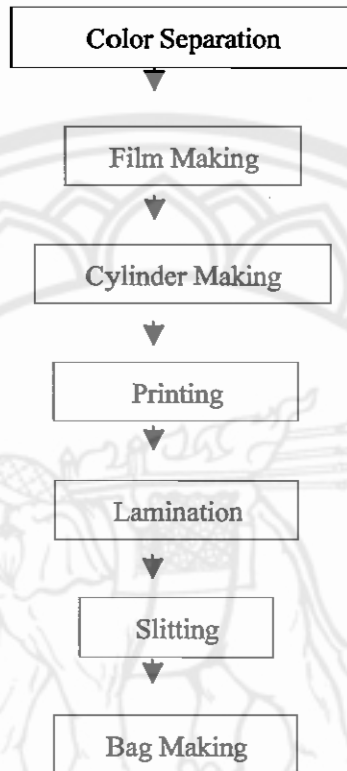 Color Separation
Film Making
Cylinder Making
Printing
Lamination
Slitting
Bag Making